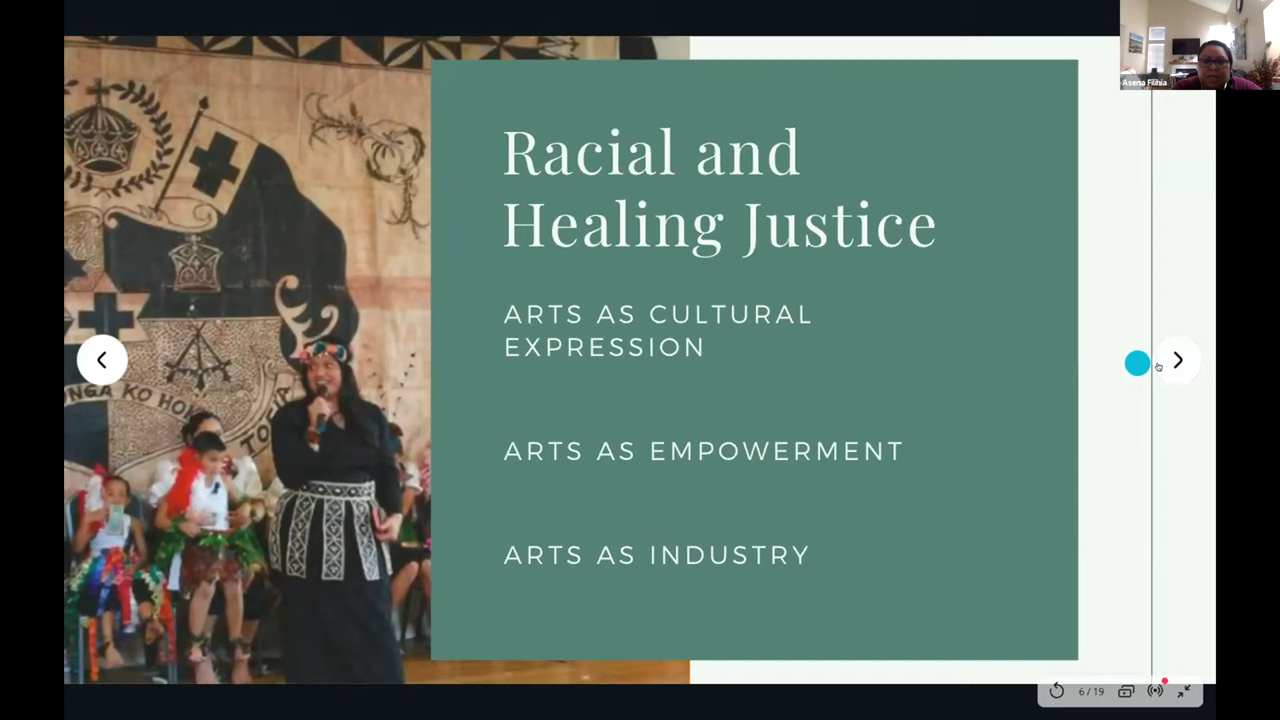 Asena Filihia
Racial and
Healing Justice
ARTS AS CULTURAL
EXPRESSION
ARTS AS EMPOWERMENT
ARTS AS INDUSTRY
6 / 19